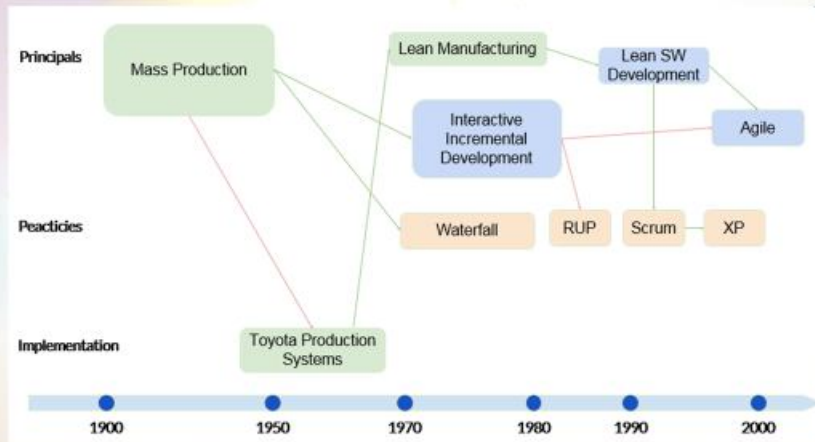 Principals
Mass Production
Lean Manufacturing
Lean SW
Development
Interactive
Incremental
Development
Agile
Peacticies
Waterfall
RUP
Scrum
XP
Implementation
Toyota Production
Systems
1900
1950
1970
1980
1990
2000